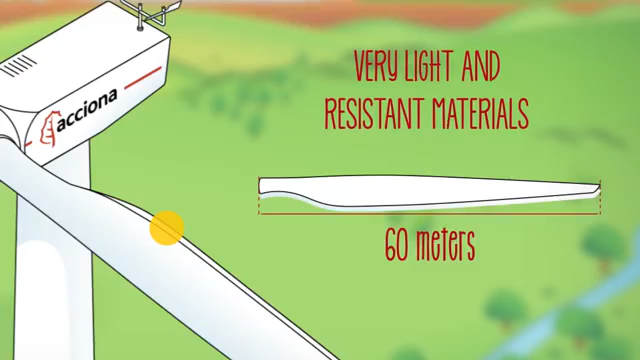 VERY LIGHT AND
RESISTANT MATERIALS
acciona
60 meters